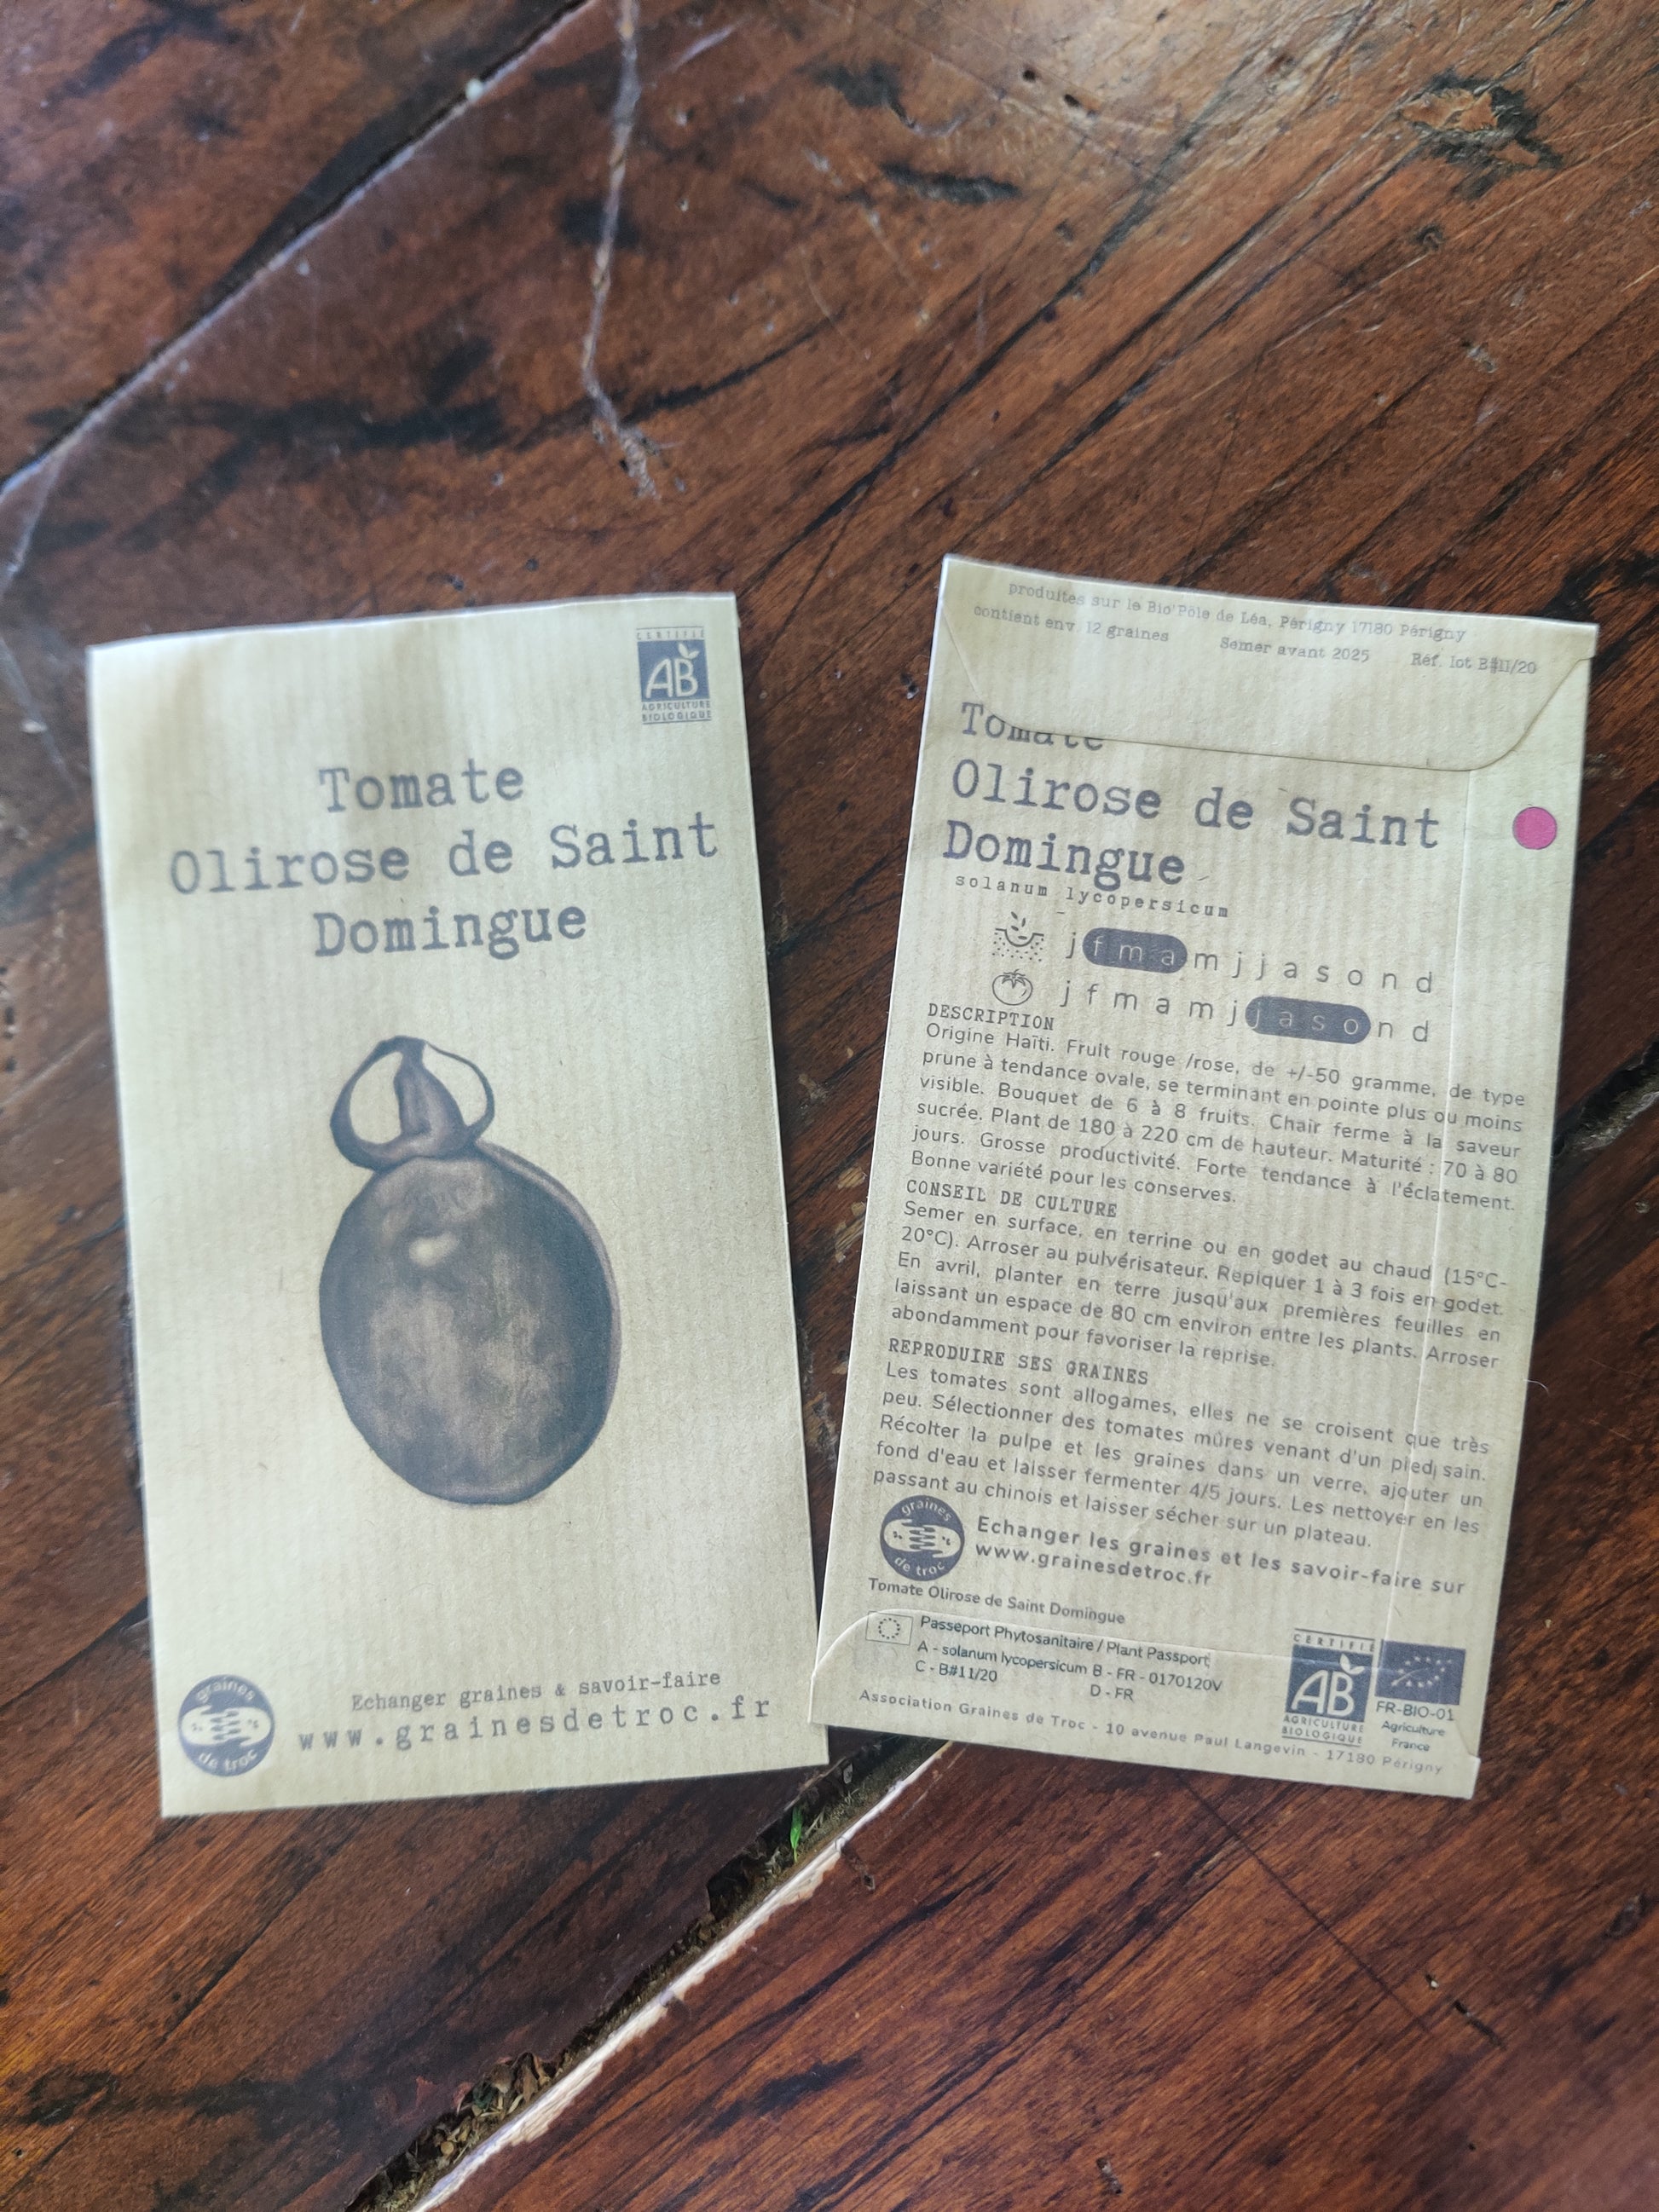 CERTIFIÉ
AB
AGRICULTURE
BIOLOGIQUE
Tomate
Olirose de Saint
Domingue
graines
de troc
Echanger graines & savoir-faire
www.grainesdetroc.fr
produites sur le Bio'Pôle de Léa, Périgny 17180 Périgny
contient env. 12 graines Semer avant 2025 Réf. lot B#11/20
Tomate
Olirose de Saint
Domingue
solanum lycopersicum
j f m a m j j a s o n d
j f m a m j j a s o n d
DESCRIPTION
Origine Haïti. Fruit rouge /rose, de +/-50 gramme, de type
prune à tendance ovale, se terminant en pointe plus ou moins
visible. Bouquet de 6 à 8 fruits. Chair ferme à la saveur
sucrée. Plant de 180 à 220 cm de hauteur. Maturité : 70 à 80
jours. Grosse productivité. Forte tendance à l'éclatement.
Bonne variété pour les conserves.
CONSEIL DE CULTURE
Semer en surface, en terrine ou en godet au chaud (15°C-
20°C). Arroser au pulvérisateur. Repiquer 1 à 3 fois en godet.
En avril, planter en terre jusqu'aux premières feuilles en
laissant un espace de 80 cm environ entre les plants. Arroser
abondamment pour favoriser la reprise.
REPRODUIRE SES GRAINES
Les tomates sont allogames, elles ne se croisent que très
peu. Sélectionner des tomates mûres venant d'un pied sain.
Récolter la pulpe et les graines dans un verre, ajouter un
fond d'eau et laisser fermenter 4/5 jours. Les nettoyer en les
passant au chinois et laisser sécher sur un plateau.
graines
de troc
Echanger les graines et les savoir-faire sur
www.grainesdetroc.fr
Tomate Olirose de Saint Domingue
Passeport Phytosanitaire / Plant Passport
A - solanum lycopersicum B - FR - 0170120V
C - B#11/20 D - FR
CERTIFIÉ
AB
AGRICULTURE
BIOLOGIQUE
FR-BIO-01
Agriculture
France
Association Graines de Troc - 10 avenue Paul Langevin - 17180 Périgny